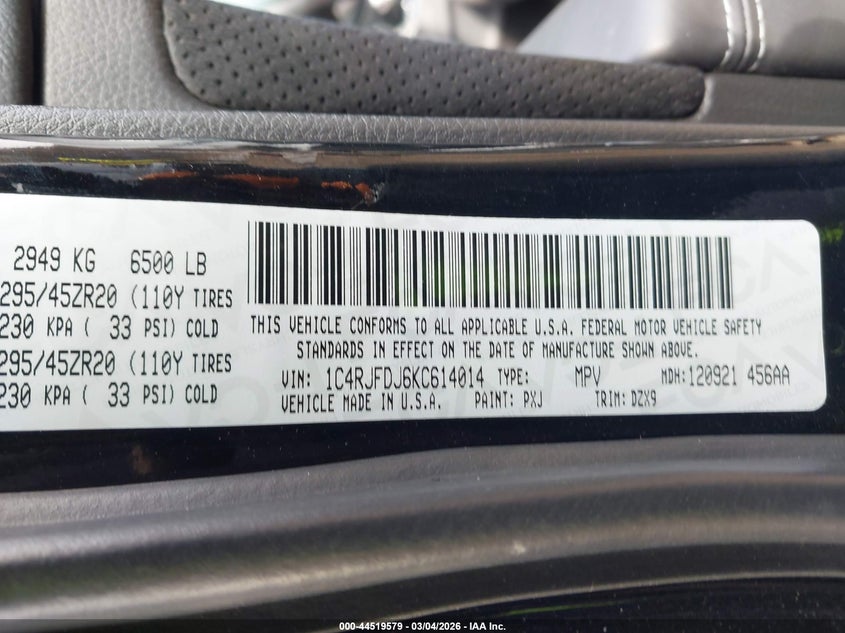 2949 KG 6500 LB
295/45ZR20 (110Y TIRES
230 KPA ( 33 PSI) COLD
295/45ZR20 (110Y TIRES
230 KPA ( 33 PSI) COLD
THIS VEHICLE CONFORMS TO ALL APPLICABLE U.S.A. FEDERAL MOTOR VEHICLE SAFETY
STANDARDS IN EFFECT ON THE DATE OF MANUFACTURE SHOWN ABOVE.
VIN: 1C4RJFDJ6KC614014 TYPE: MPV MDH:120921 456AA
VEHICLE MADE IN U.S.A. PAINT: PXJ TRIM: DZX9
000-44519579 — 03/04/2026 — IAA Inc.